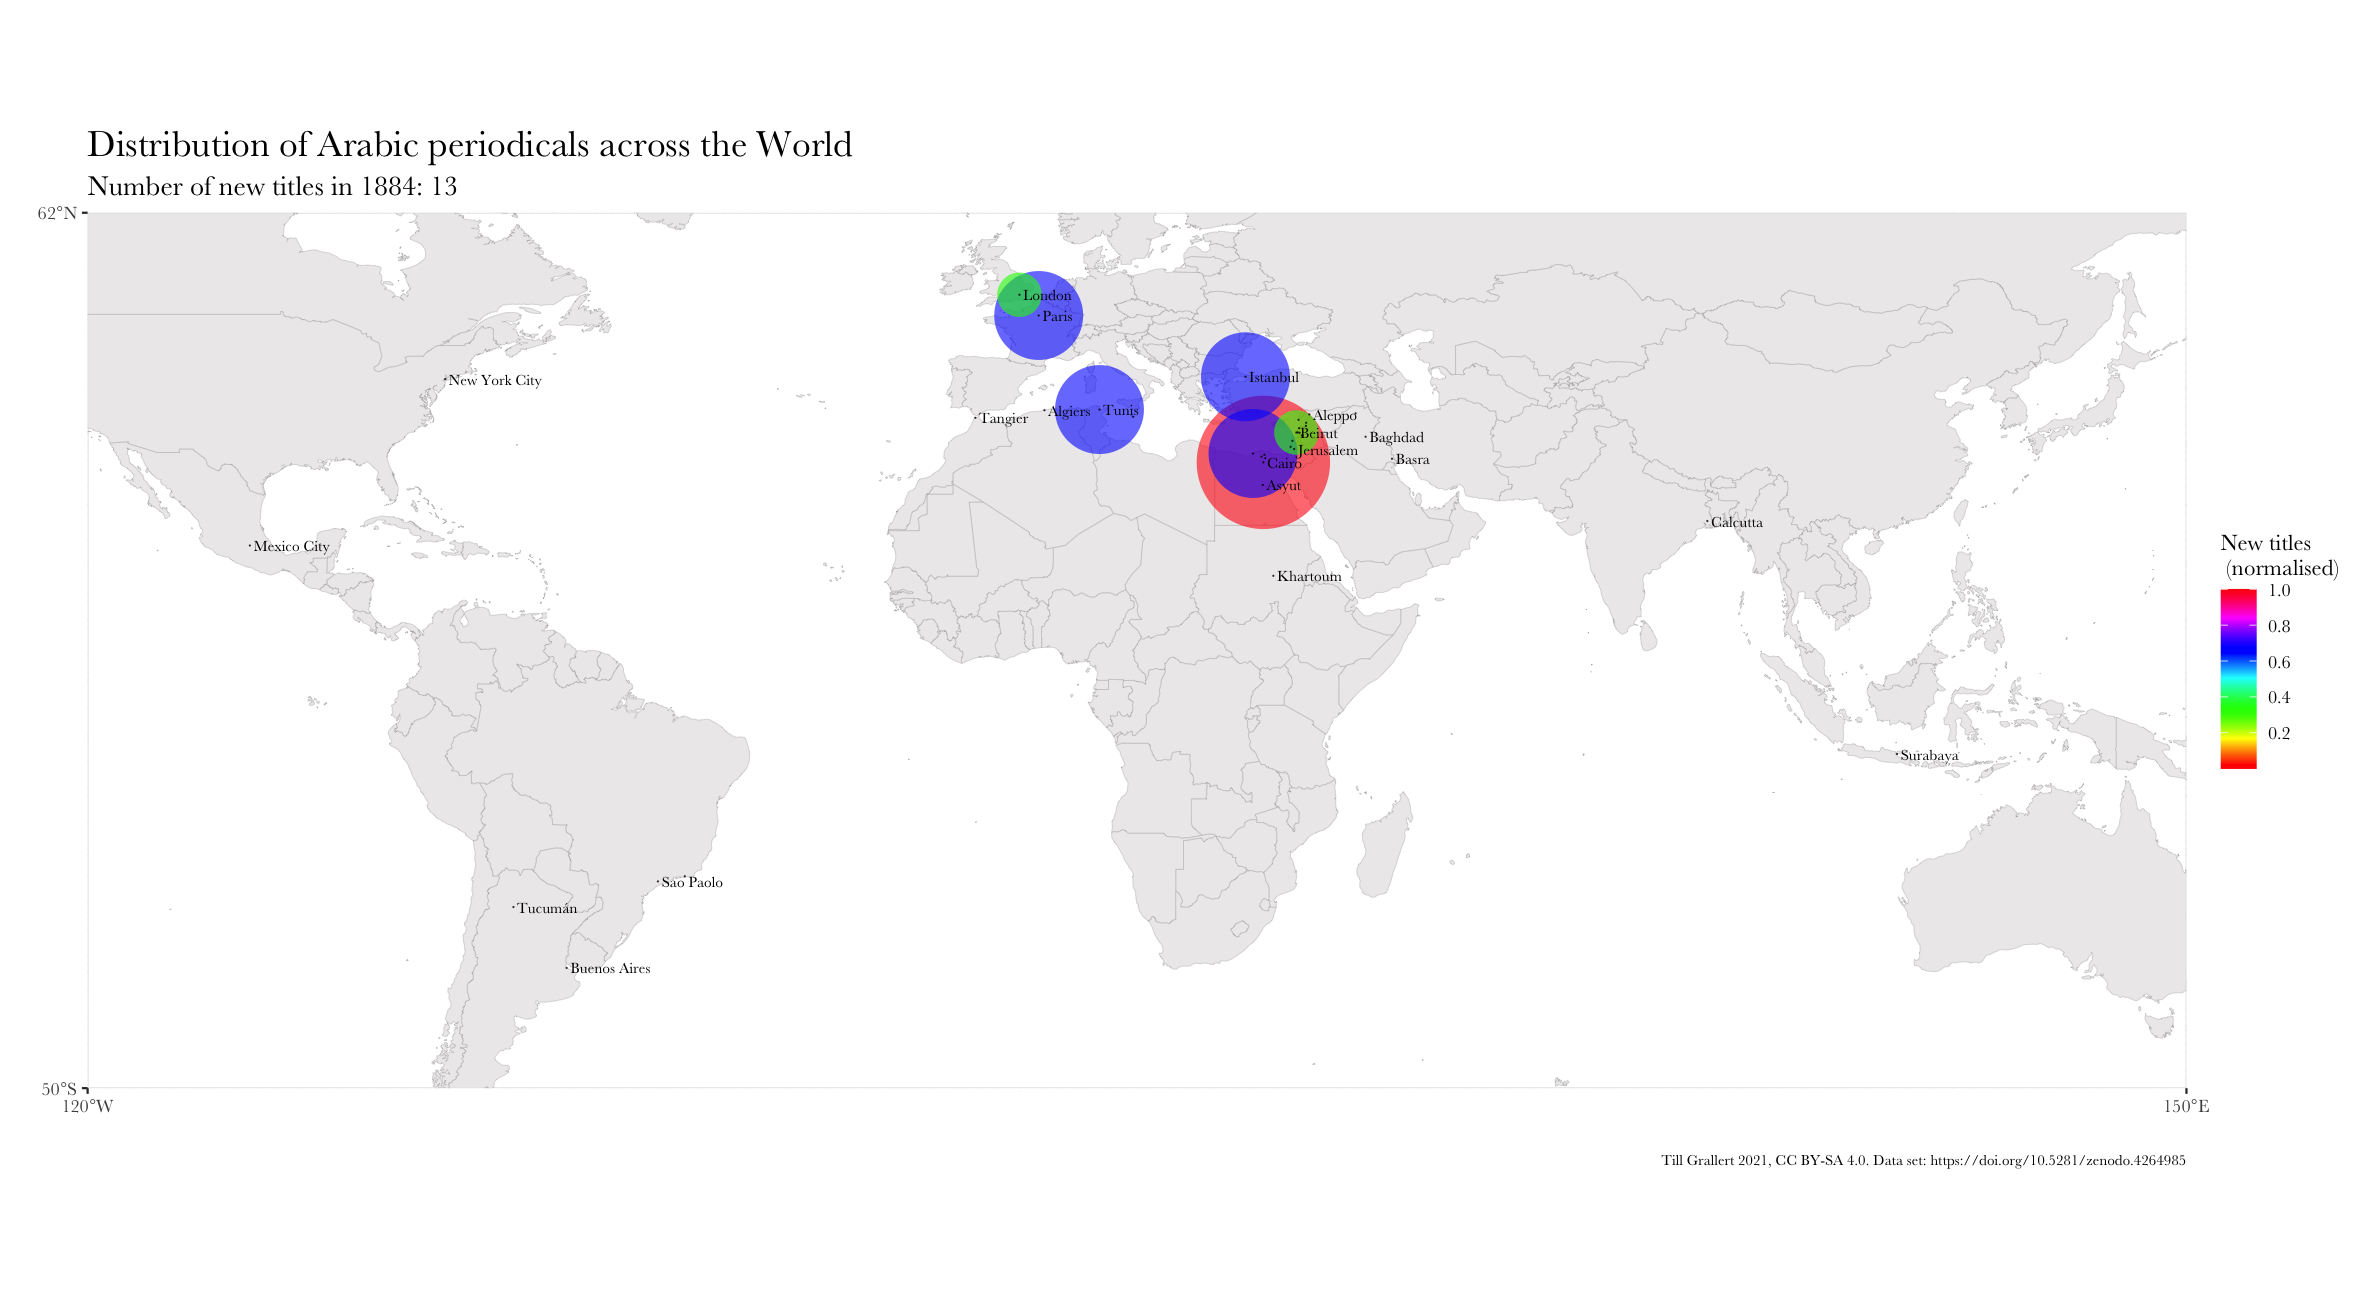 Distribution of Arabic periodicals across the World
Number of new titles in 1884: 13
62°N
London
Paris
Istanbul
New York City
Tangier
Algiers
Tunis
Aleppo
Beirut
Baghdad
Jerusalem
Cairo
Basra
Asyut
Calcutta
Mexico City
Khartoum
New titles
(normalised)
1.0
0.8
0.6
0.4
0.2
Surabaya
Sao Paolo
Tucumán
Buenos Aires
50°S
120°W
150°E
Till Grallert 2021, CC BY-SA 4.0. Data set: https://doi.org/10.5281/zenodo.4264985